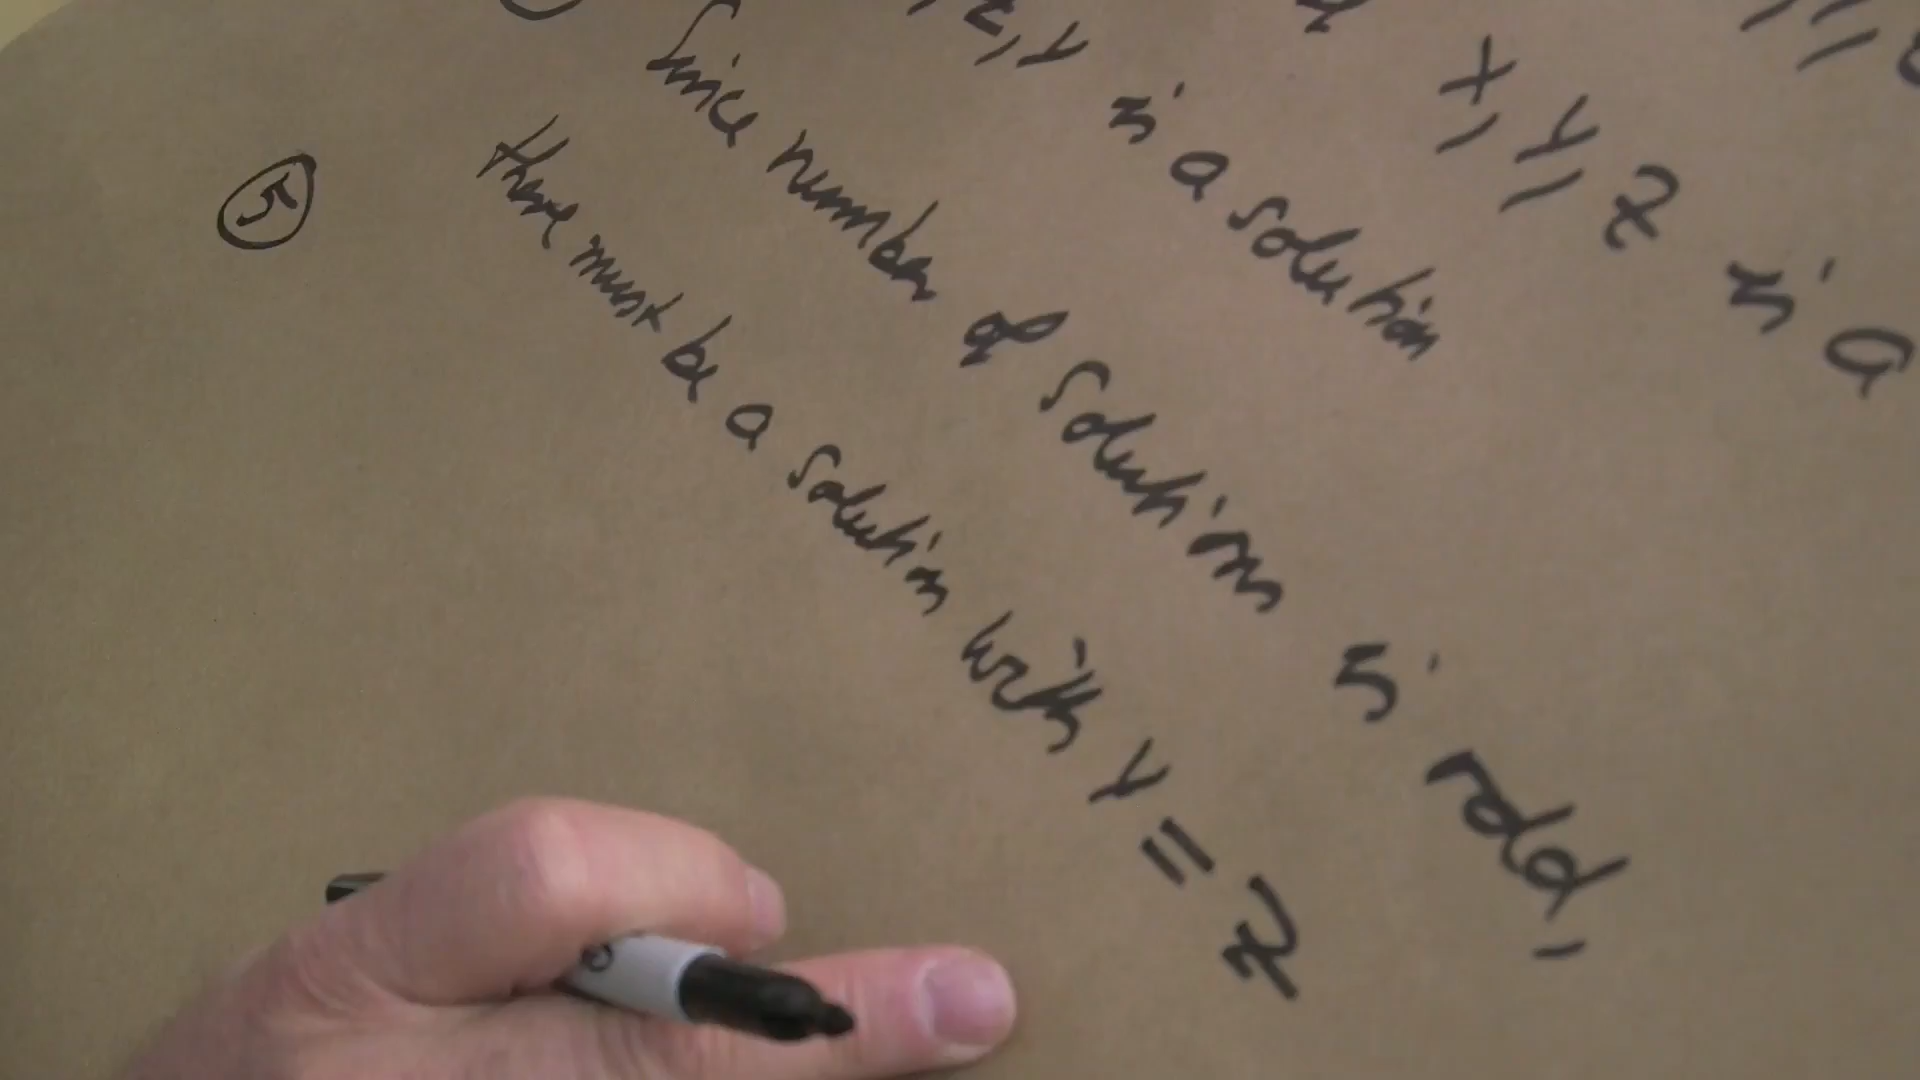 x, y, z is a
z, y is a solution
Since number of solutions is odd,
there must be a solution with y = z
⑤